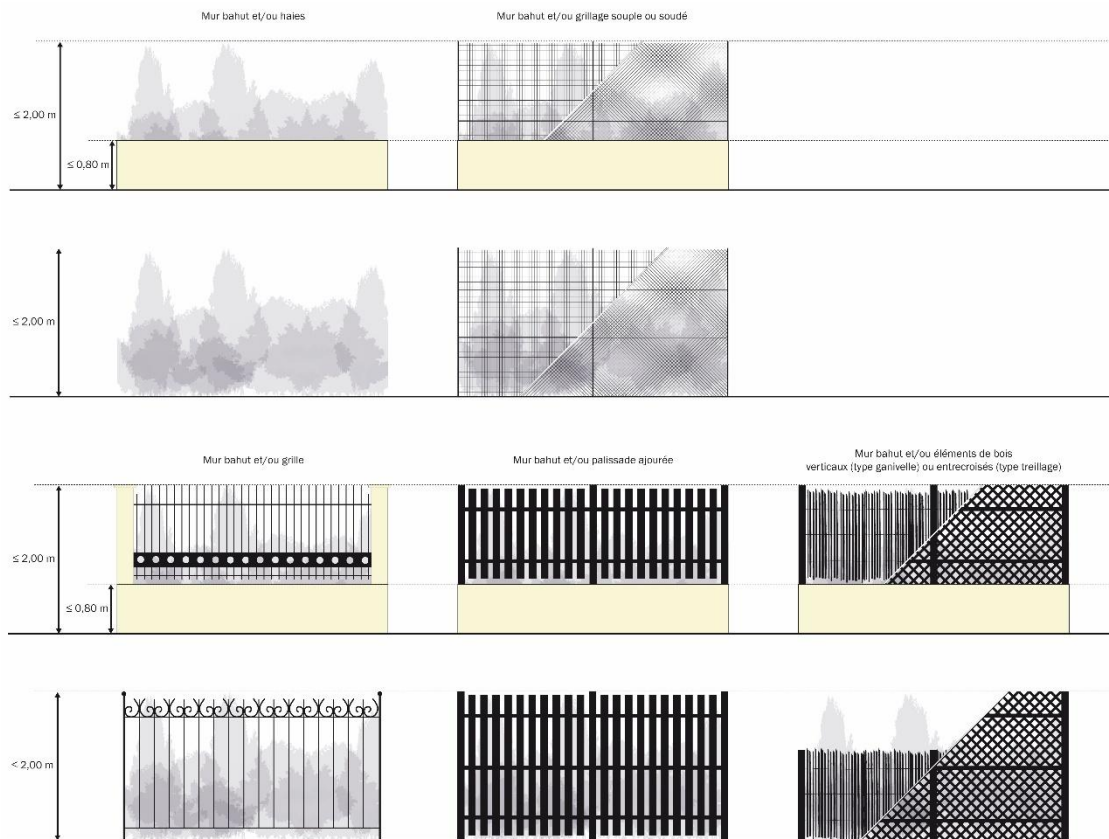 Mur bahut et/ou haies
Mur bahut et/ou grillage souple ou soudé
≤ 2,00 m
≤ 0,80 m
≤ 2,00 m
Mur bahut et/ou grille
Mur bahut et/ou palissade ajourée
Mur bahut et/ou éléments de bois
verticaux (type ganivelle) ou entrecroisés (type treillage)
≤ 2,00 m
≤ 0,80 m
< 2,00 m